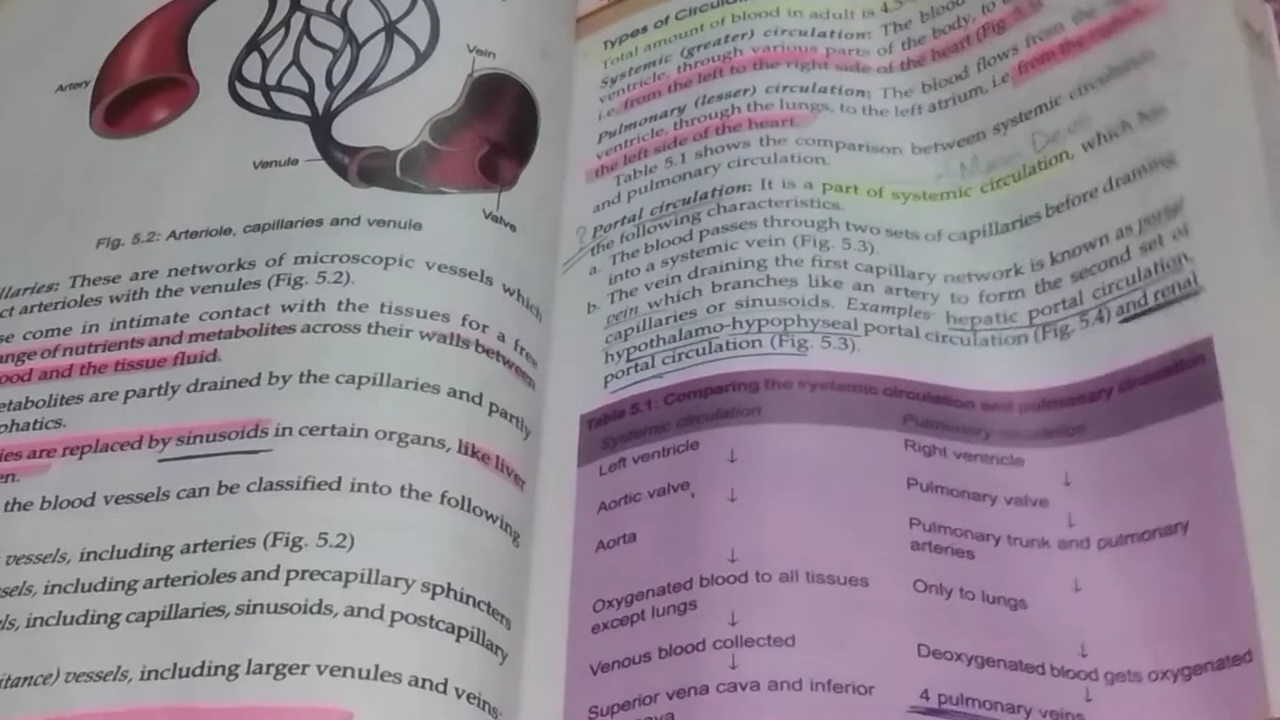 Artery
Vein
Venule
Valve
Fig. 5.2: Arteriole, capillaries and venule
llaries: These are networks of microscopic vessels which
ct arterioles with the venules (Fig. 5.2).
se come in intimate contact with the tissues for a free
ange of nutrients and metabolites across their walls between
ood and the tissue fluid.
etabolites are partly drained by the capillaries and partly
phatics.
ies are replaced by sinusoids in certain organs, like liver
en.
the blood vessels can be classified into the following
vessels, including arteries (Fig. 5.2)
sels, including arterioles and precapillary sphincters
ls, including capillaries, sinusoids, and postcapillary
itance) vessels, including larger venules and veins.
Types of
Total amount of blood in adult is 4.5
Systemic (greater) circulation: The blood
ventricle, through various parts of the body, to
i.e. from the left to the right side of the heart (Fig.
Pulmonary (lesser) circulation: The blood flows from the
ventricle, through the lungs, to the left atrium, i.e. from the
the left side of the heart.
Table 5.1 shows the comparison between systemic circulation
and pulmonary circulation.
? Portal circulation: It is a part of systemic circulation, which has
the following characteristics.
a. The blood passes through two sets of capillaries before draining
into a systemic vein (Fig. 5.3).
b. The vein draining the first capillary network is known as portal
vein which branches like an artery to form the second set of
capillaries or sinusoids. Examples: hepatic portal circulation,
hypothalamo-hypophyseal portal circulation (Fig. 5.4) and renal
portal circulation (Fig. 5.3).
Table 5.1: Comparing the systemic circulation and pulmonary circulation
Systemic circulation Pulmonary circulation
Left ventricle Right ventricle
↓ ↓
Aortic valve Pulmonary valve
↓ ↓
Aorta Pulmonary trunk and pulmonary
arteries
↓ ↓
Oxygenated blood to all tissues Only to lungs
except lungs
↓ ↓
Venous blood collected Deoxygenated blood gets oxygenated
↓ ↓
Superior vena cava and inferior 4 pulmonary veins